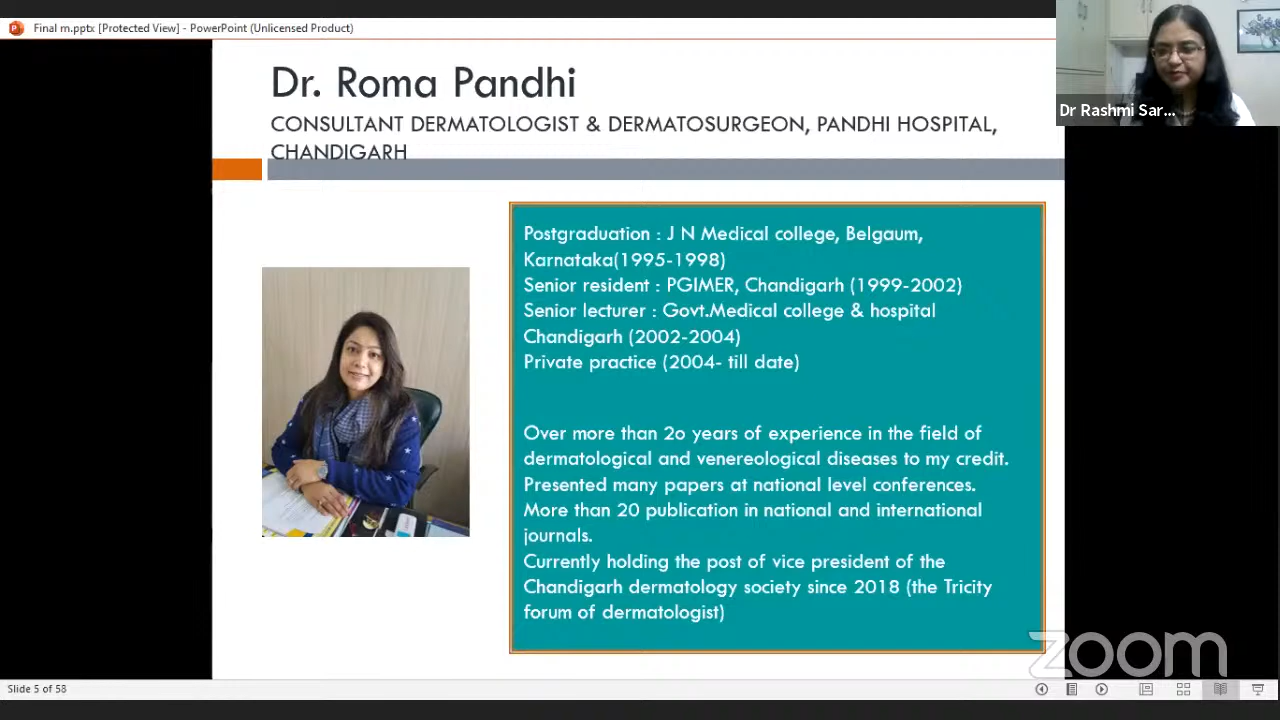 Final m.pptx [Protected View] - PowerPoint (Unlicensed Product)
Dr. Roma Pandhi
CONSULTANT DERMATOLOGIST & DERMATOSURGEON, PANDHI HOSPITAL,
CHANDIGARH
Dr Rashmi Sar...
Postgraduation : J N Medical college, Belgaum,
Karnataka(1995-1998)
Senior resident : PGIMER, Chandigarh (1999-2002)
Senior lecturer : Govt.Medical college & hospital
Chandigarh (2002-2004)
Private practice (2004- till date)
Over more than 2o years of experience in the field of
dermatological and venereological diseases to my credit.
Presented many papers at national level conferences.
More than 20 publication in national and international
journals.
Currently holding the post of vice president of the
Chandigarh dermatology society since 2018 (the Tricity
forum of dermatologist)
zoom
Slide 5 of 58